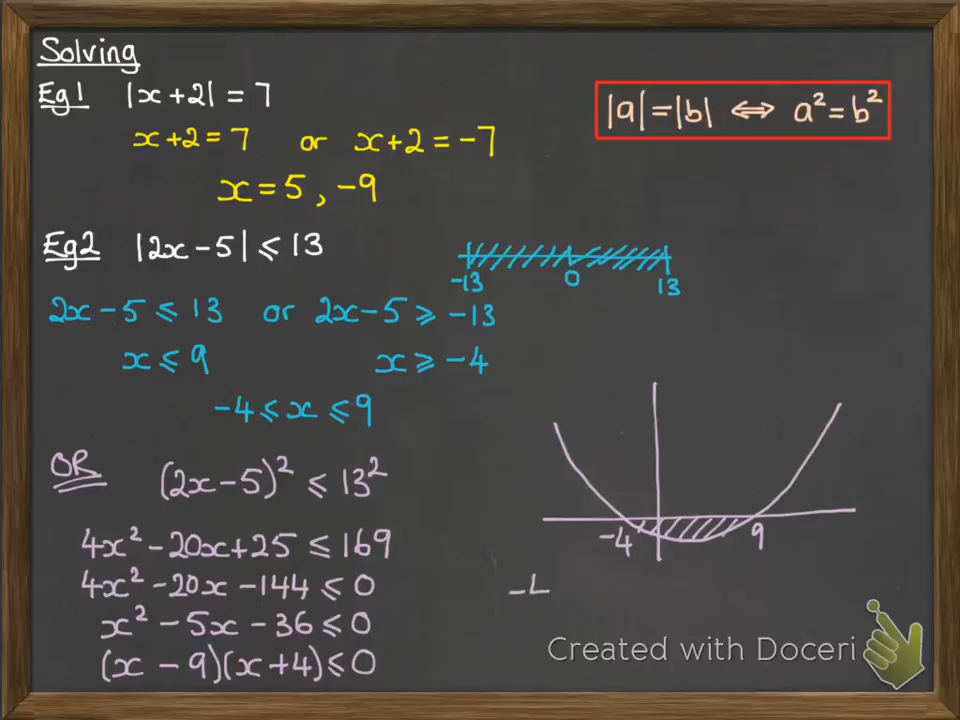 Solving
Eg1 |x+2| = 7
|a|=|b| ⇔ a²=b²
x+2=7 or x+2=-7
x=5, -9
Eg2 |2x-5| ⩽ 13
-13 0 13
2x-5 ⩽ 13 or 2x-5 ⩾ -13
x ⩽ 9 x ⩾ -4
-4 ⩽ x ⩽ 9
OR (2x-5)² ⩽ 13²
4x²-20x+25 ⩽ 169
-4 9
4x²-20x-144 ⩽ 0
x²-5x-36 ⩽ 0
(x-9)(x+4) ⩽ 0
Created with Doceri